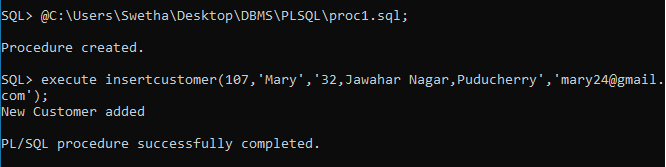 SQL> @C:\Users\Swetha\Desktop\DBMS\PLSQL\proc1.sql;
Procedure created.
SQL> execute insertcustomer(107,'Mary','32,Jawahar Nagar,Puducherry','mary24@gmail.
com');
New Customer added
PL/SQL procedure successfully completed.